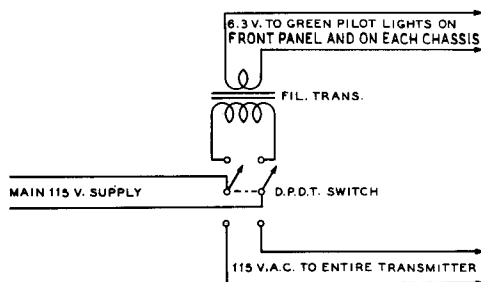 6.3 V. TO GREEN PILOT LIGHTS ON
FRONT PANEL AND ON EACH CHASSIS
FIL. TRANS.
MAIN 115 V. SUPPLY
D.P.D.T. SWITCH
115 V.A.C. TO ENTIRE TRANSMITTER